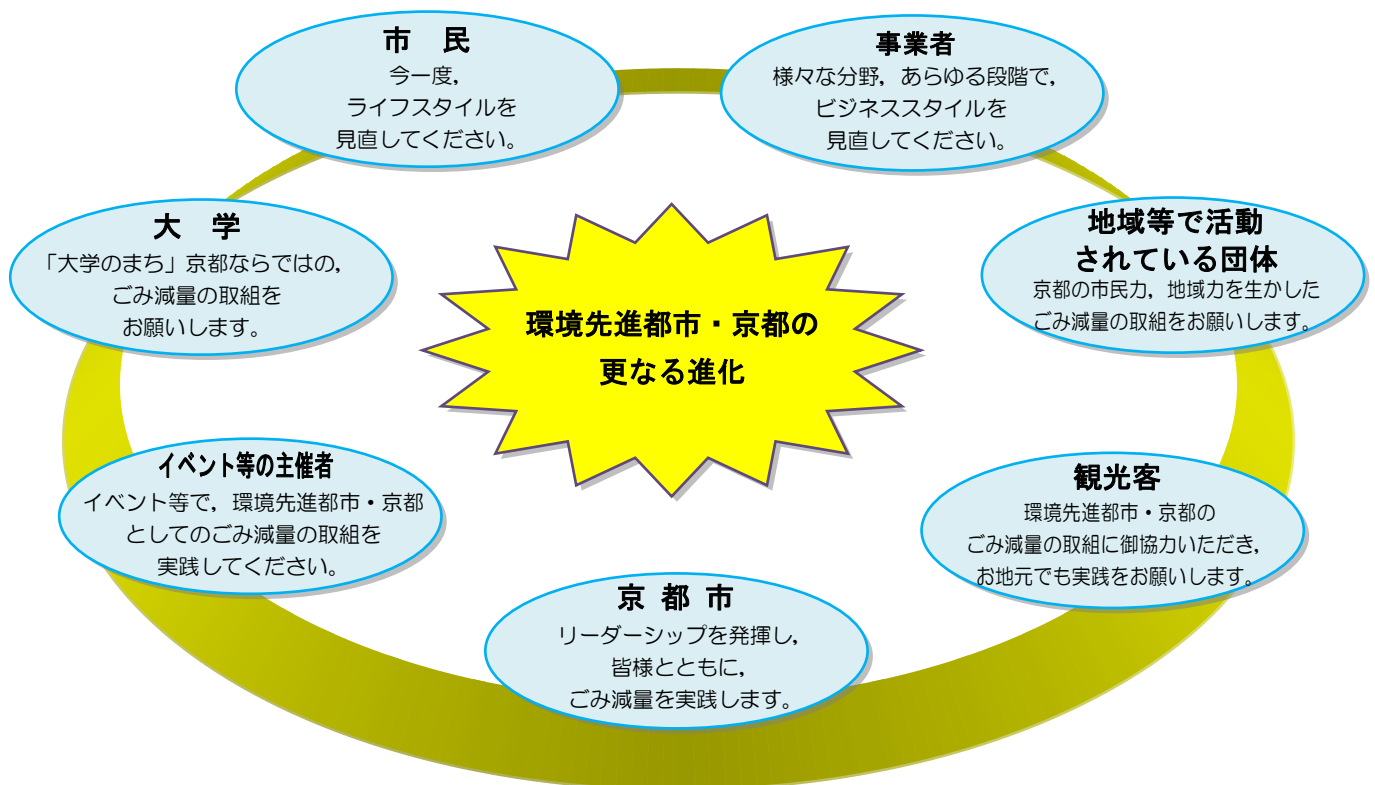 市　民
今一度，
ライフスタイルを
見直してください。
事業者
様々な分野，あらゆる段階で，
ビジネススタイルを
見直してください。
大　学
「大学のまち」京都ならではの，
ごみ減量の取組を
お願いします。
地域等で活動
されている団体
京都の市民力，地域力を生かした
ごみ減量の取組をお願いします。
環境先進都市・京都の
更なる進化
イベント等の主催者
イベント等で，環境先進都市・京都
としてのごみ減量の取組を
実践してください。
観光客
環境先進都市・京都の
ごみ減量の取組に御協力いただき，
お地元でも実践をお願いします。
京 都 市
リーダーシップを発揮し，
皆様とともに，
ごみ減量を実践します。